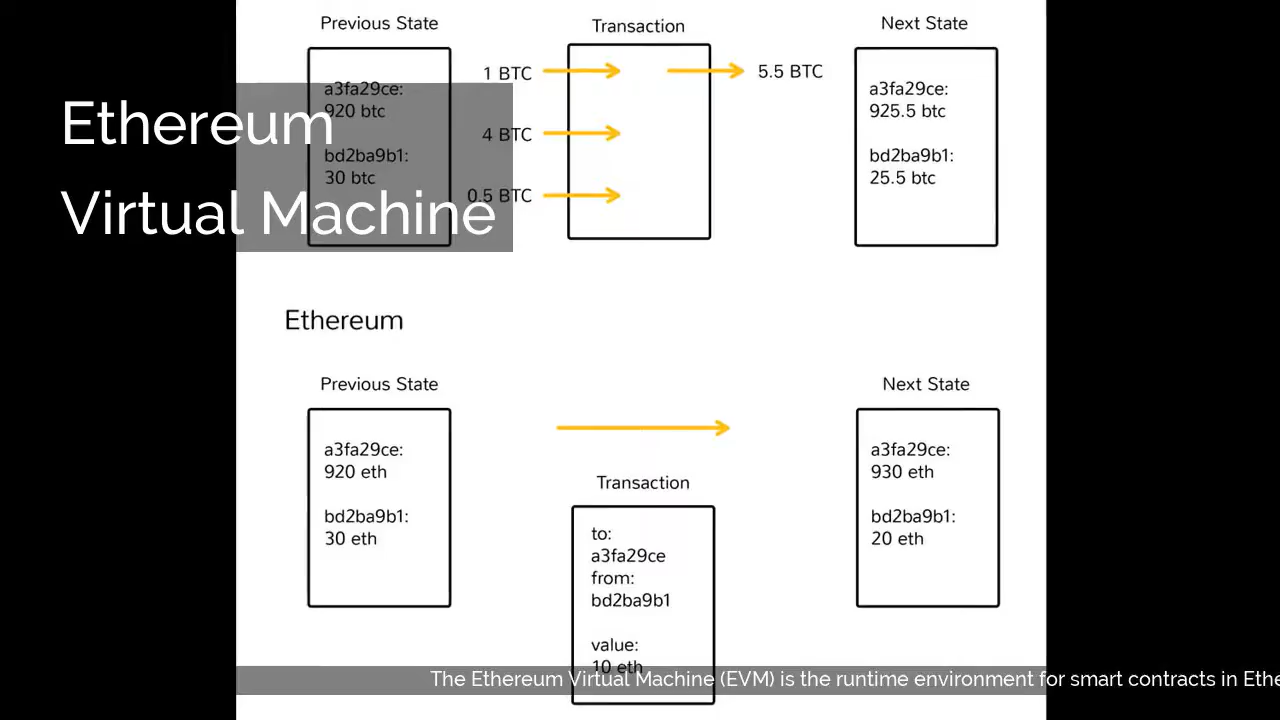 Previous State
Transaction
Next State
a3fa29ce:
920 btc
bd2ba9b1:
30 btc
1 BTC
4 BTC
0.5 BTC
5.5 BTC
a3fa29ce:
925.5 btc
bd2ba9b1:
25.5 btc
Ethereum
Virtual Machine
Ethereum
Previous State
Next State
a3fa29ce:
920 eth
bd2ba9b1:
30 eth
Transaction
to:
a3fa29ce
from:
bd2ba9b1
value:
10 eth
a3fa29ce:
930 eth
bd2ba9b1:
20 eth
The Ethereum Virtual Machine (EVM) is the runtime environment for smart contracts in Ethe